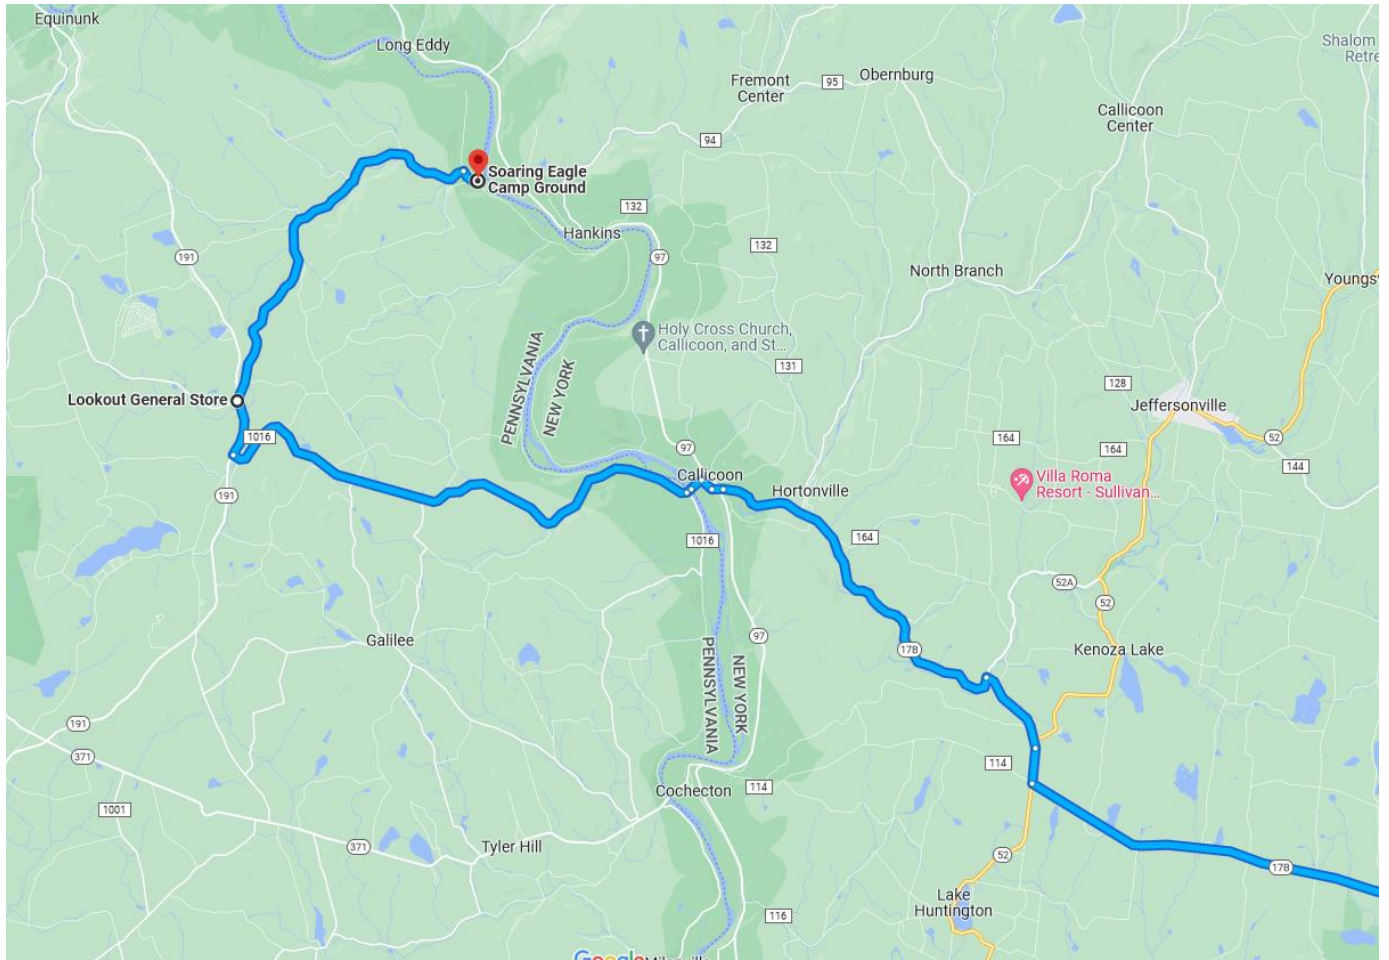 Equinunk
Long Eddy
Shalom
Retre
Fremont
Center
95
Obernburg
Callicoon
Center
94
Soaring Eagle
Camp Ground
132
Hankins
132
191
97
North Branch
Youngsv
Holy Cross Church,
Callicoon, and St...
PENNSYLVANIA
NEW YORK
131
128
Jeffersonville
Lookout General Store
1016
164
164
52
144
97
Callicoon
Hortonville
Villa Roma
Resort - Sullivan...
191
1016
164
52A
52
97
Galilee
17B
Kenoza Lake
PENNSYLVANIA
NEW YORK
191
371
114
Cochecton
114
1001
371
Tyler Hill
52
17B
Lake
Huntington
116
Google